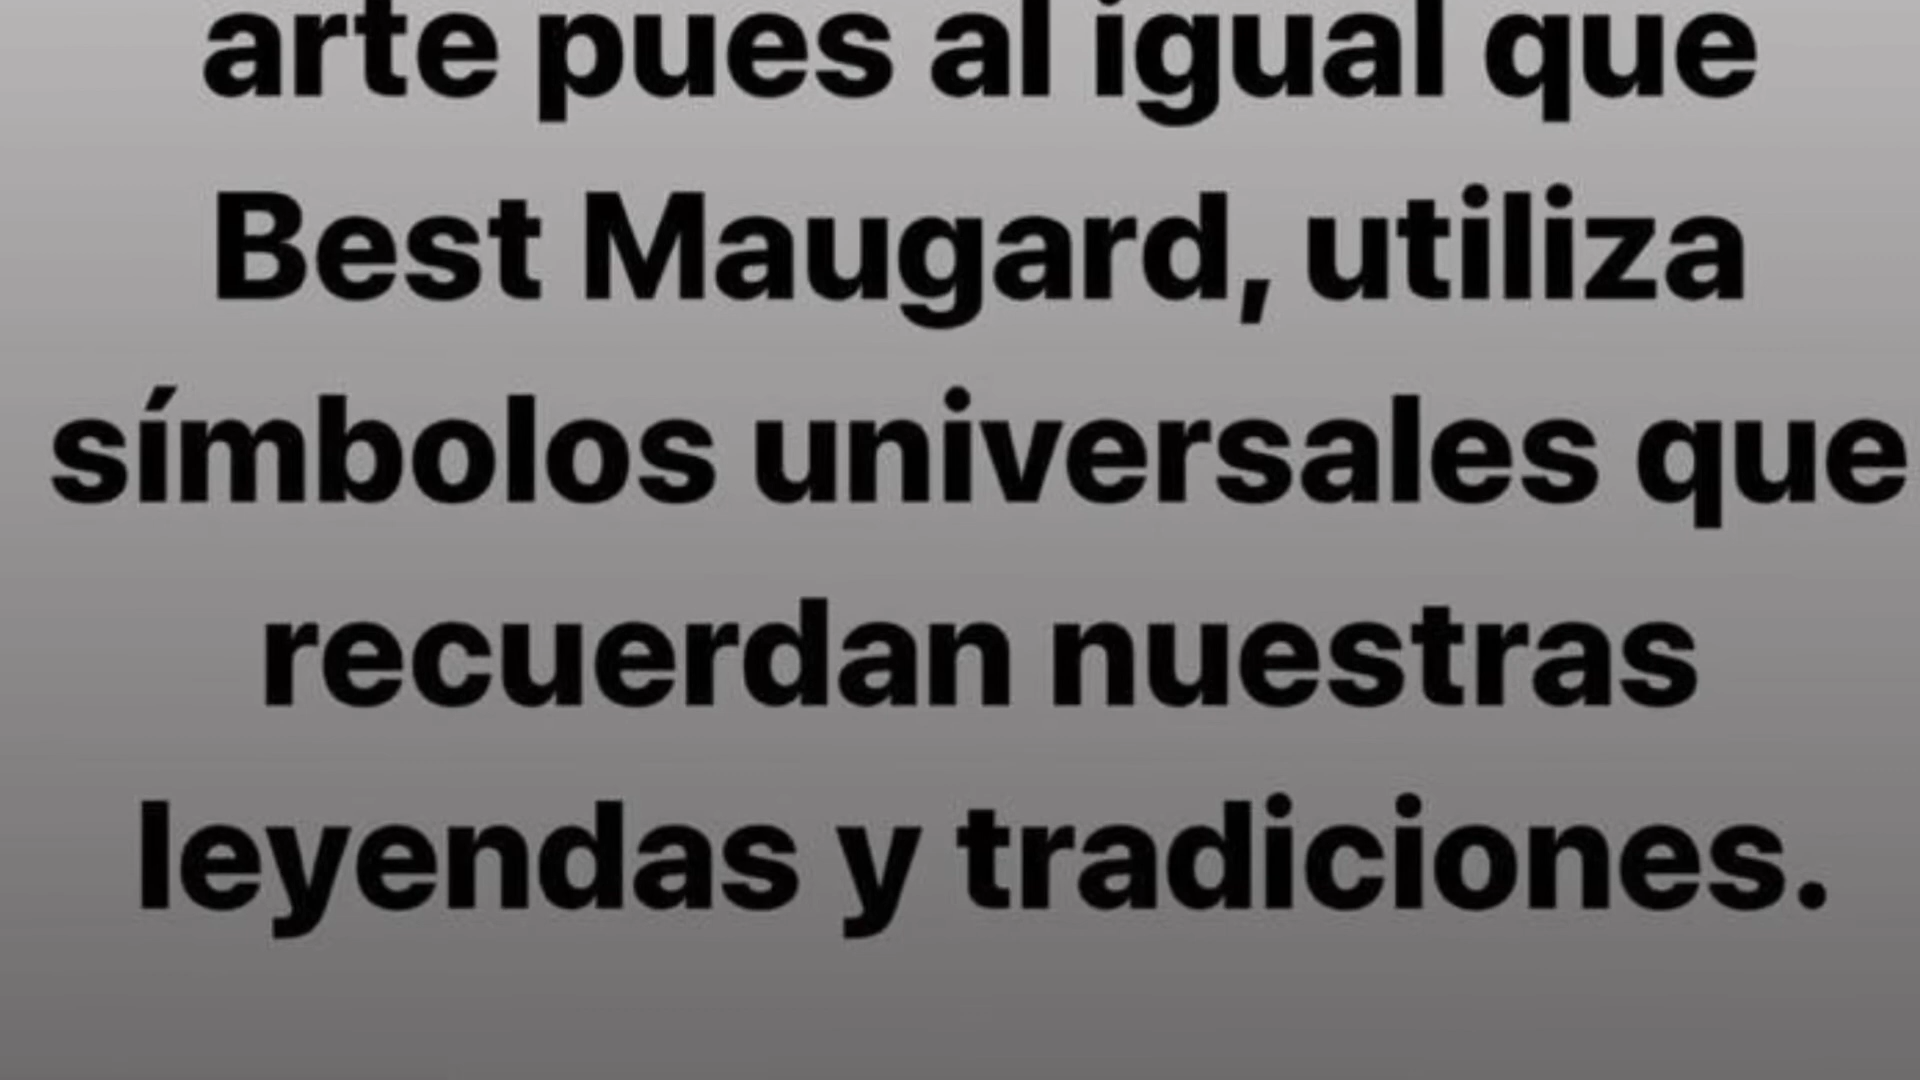 arte pues al igual que
Best Maugard, utiliza
símbolos universales que
recuerdan nuestras
leyendas y tradiciones.